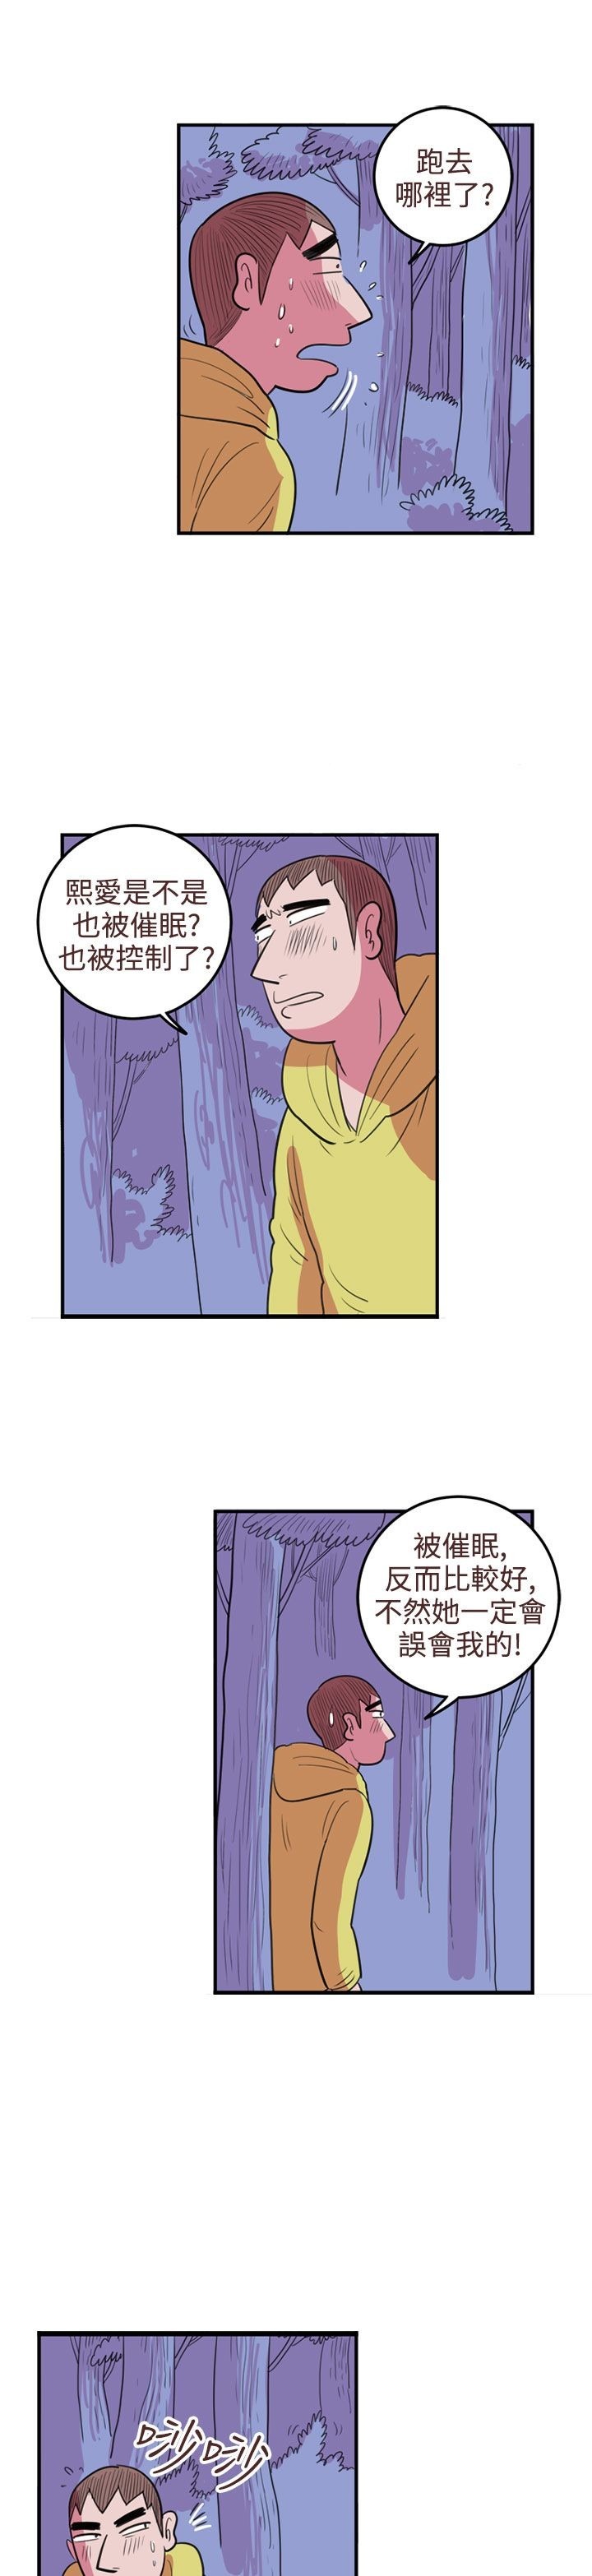 跑去
哪裡了?
熙愛是不是
也被催眠?
也被控制了?
被催眠,
反而比較好,
不然她一定會
誤會我的!
唦唦